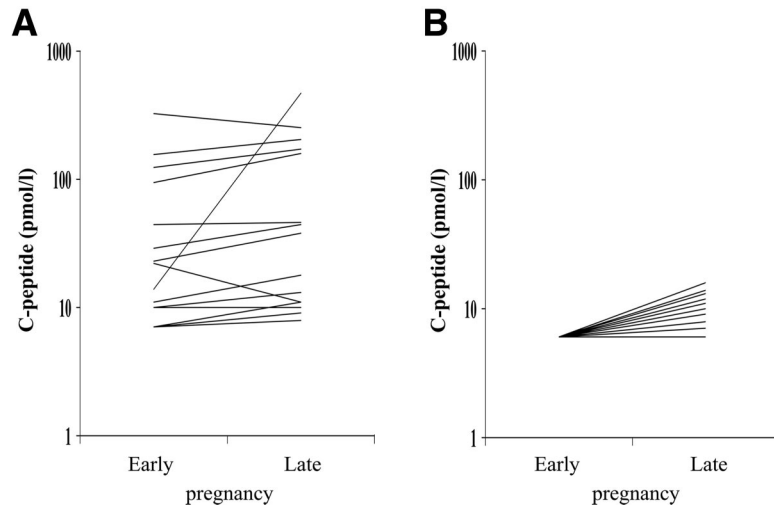 A
1000
100
10
1
C-peptide (pmol/l)
Early Late
pregnancy
B
1000
100
10
1
C-peptide (pmol/l)
Early Late
pregnancy